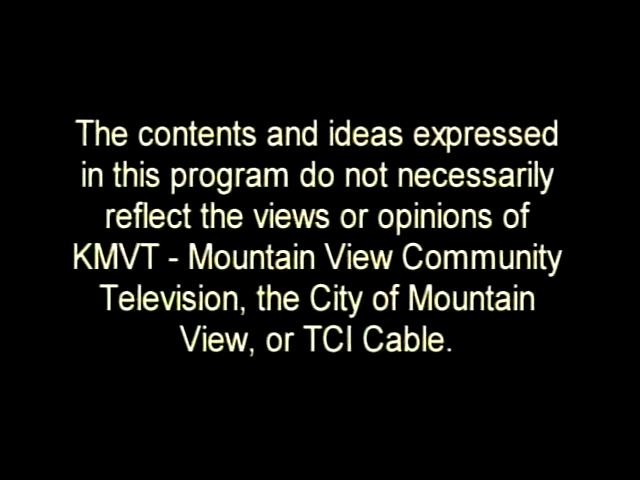 The contents and ideas expressed
in this program do not necessarily
reflect the views or opinions of
KMVT - Mountain View Community
Television, the City of Mountain
View, or TCI Cable.